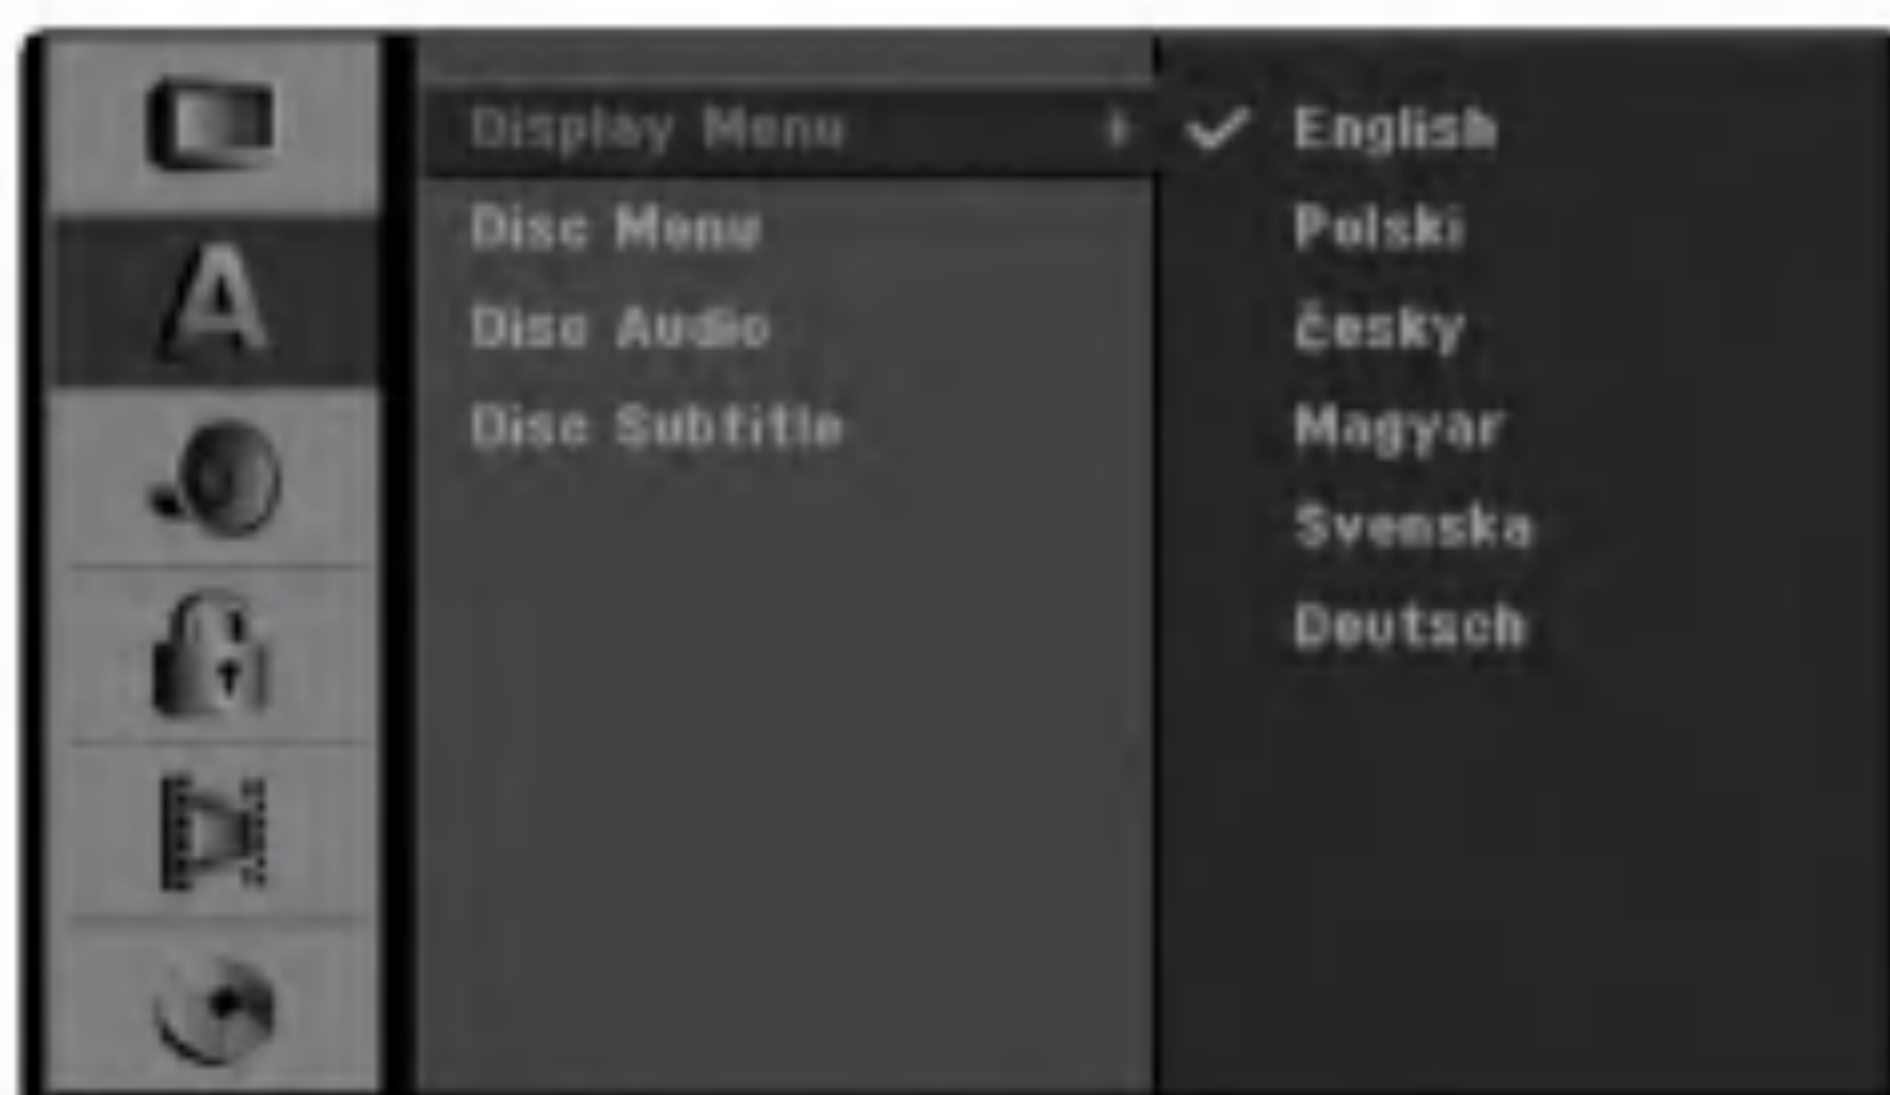 A
Display Menu
Disc Menu
Disc Audio
Disc Subtitle
English
Polski
česky
Magyar
Svenska
Deutsch